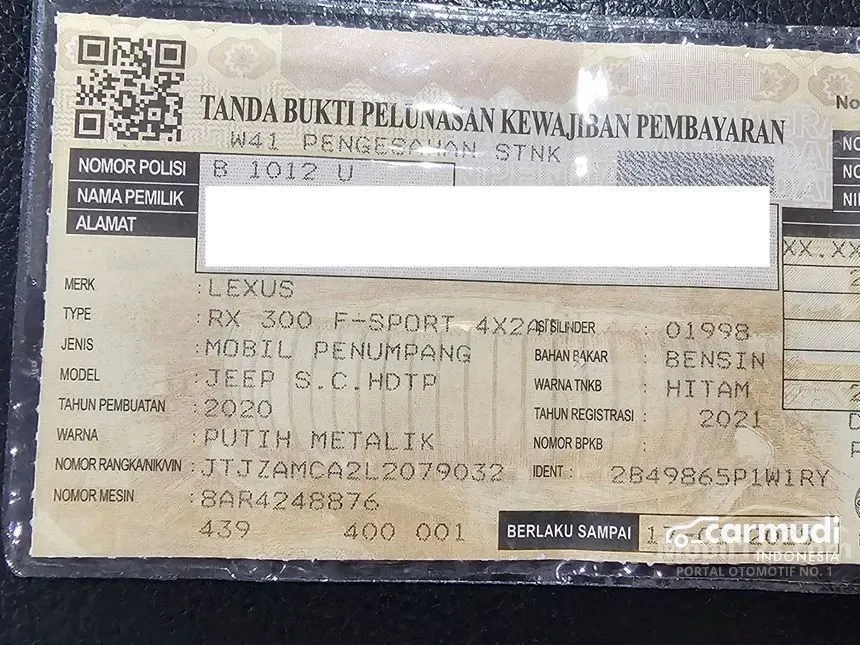 TANDA BUKTI PELUNASAN KEWAJIBAN PEMBAYARAN
No
W41 PENGESAHAN STNK
NOMOR POLISI B 1012 U
NAMA PEMILIK
ALAMAT
MERK : LEXUS
TYPE : RX 300 F-SPORT 4X2
ISI SILINDER : 01998
JENIS : MOBIL PENUMPANG
BAHAN BAKAR : BENSIN
MODEL : JEEP S.C.HDTP
WARNA TNKB : HITAM
TAHUN PEMBUATAN : 2020
TAHUN REGISTRASI : 2021
WARNA : PUTIH METALIK
NOMOR BPKB :
NOMOR RANGKA/NIK/VIN : JTJZAMCA2L2079032
IDENT : 2849865P1W1RY
NOMOR MESIN : 8AR4248876
439 400 001
BERLAKU SAMPAI
carmudi
INDONESIA
PORTAL OTOMOTIF NO. 1